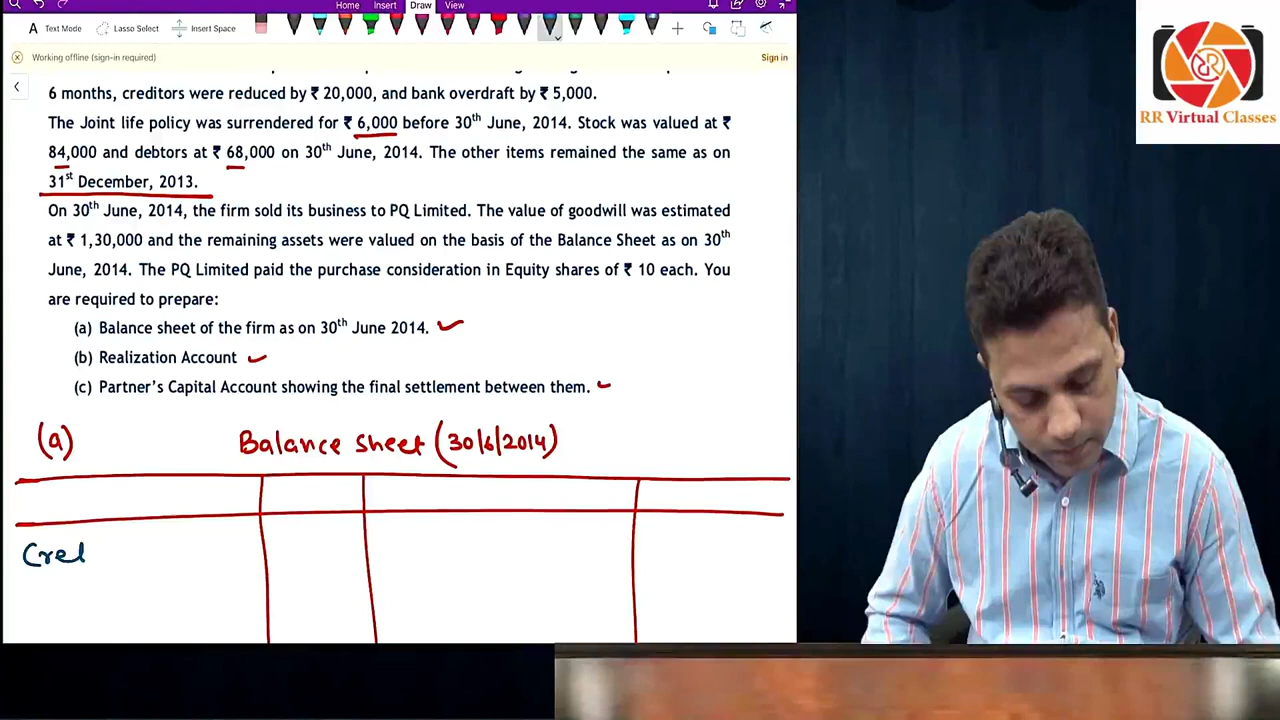 Home Insert Draw View
Text Mode Lasso Select Insert Space
Working offline (sign-in required) Sign in
6 months, creditors were reduced by ₹ 20,000, and bank overdraft by ₹ 5,000.
The Joint life policy was surrendered for ₹ 6,000 before 30th June, 2014. Stock was valued at ₹
84,000 and debtors at ₹ 68,000 on 30th June, 2014. The other items remained the same as on
31st December, 2013.
On 30th June, 2014, the firm sold its business to PQ Limited. The value of goodwill was estimated
at ₹ 1,30,000 and the remaining assets were valued on the basis of the Balance Sheet as on 30th
June, 2014. The PQ Limited paid the purchase consideration in Equity shares of ₹ 10 each. You
are required to prepare:
(a) Balance sheet of the firm as on 30th June 2014.
(b) Realization Account
(c) Partner's Capital Account showing the final settlement between them.
(a) Balance Sheet (30/6/2014)
Cred
RR Virtual Classes